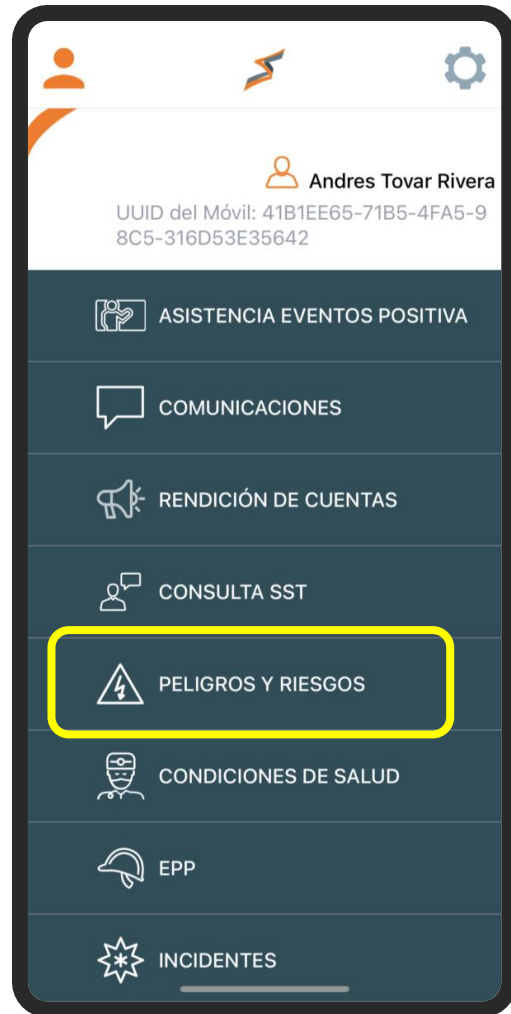 Andres Tovar Rivera
UUID del Móvil: 41B1EE65-71B5-4FA5-9
8C5-316D53E35642
ASISTENCIA EVENTOS POSITIVA
COMUNICACIONES
RENDICIÓN DE CUENTAS
CONSULTA SST
PELIGROS Y RIESGOS
CONDICIONES DE SALUD
EPP
INCIDENTES